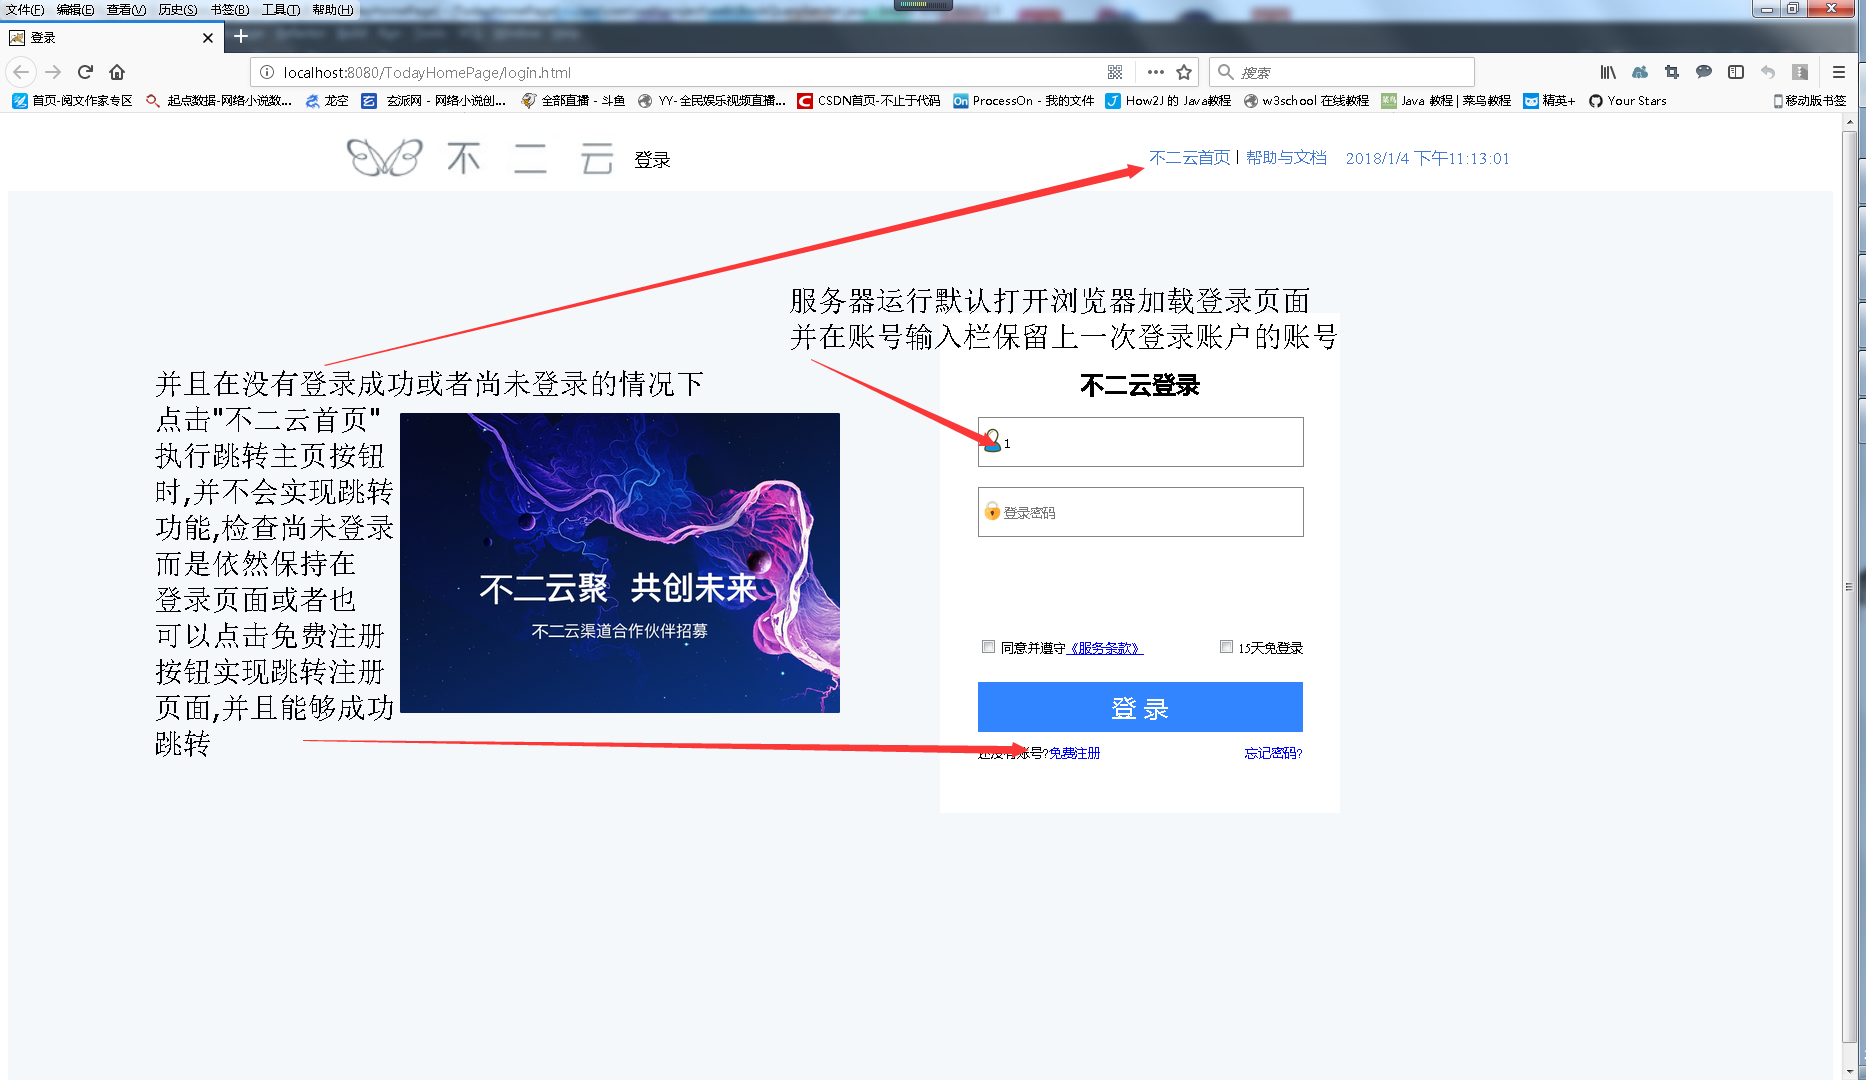 文件(F) 编辑(E) 查看(V) 历史(S) 书签(B) 工具(T) 帮助(H)
登录
localhost:8080/TodayHomePage/login.html
搜索
首页-阅文作家专区 起点数据-网络小说数... 龙空 玄派网 - 网络小说创... 全部直播 - 斗鱼 YY- 全民娱乐视频直播... CSDN首页-不止于代码 ProcessOn - 我的文件 How2J 的 Java教程 w3school 在线教程 Java 教程 | 菜鸟教程 精英+ Your Stars 移动版书签
不二云 登录
不二云首页 | 帮助与文档 2018/1/4 下午11:13:01
服务器运行默认打开浏览器加载登录页面
并在账号输入栏保留上一次登录账户的账号
并且在没有登录成功或者尚未登录的情况下
点击"不二云首页"
执行跳转主页按钮
时,并不会实现跳转
功能,检查尚未登录
而是依然保持在
登录页面或者也
可以点击免费注册
按钮实现跳转注册
页面,并且能够成功
跳转
不二云聚 共创未来
不二云渠道合作伙伴招募
不二云登录
1
登录密码
同意并遵守《服务条款》 15天免登录
登 录
还没有账号?免费注册 忘记密码?